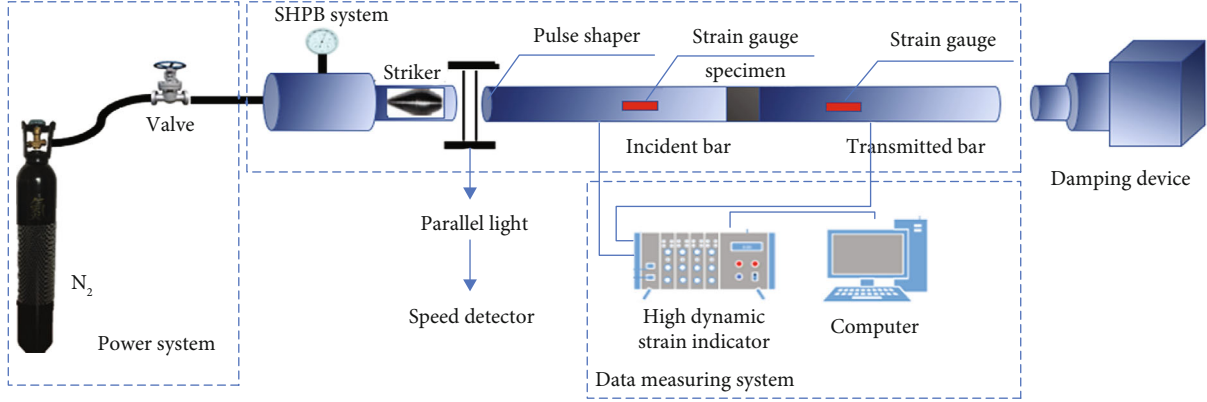 SHPB system
Pulse shaper
Strain gauge
Strain gauge
specimen
Striker
Valve
Incident bar
Transmitted bar
Damping device
Parallel light
N₂
Speed detector
High dynamic
strain indicator
Computer
Power system
Data measuring system